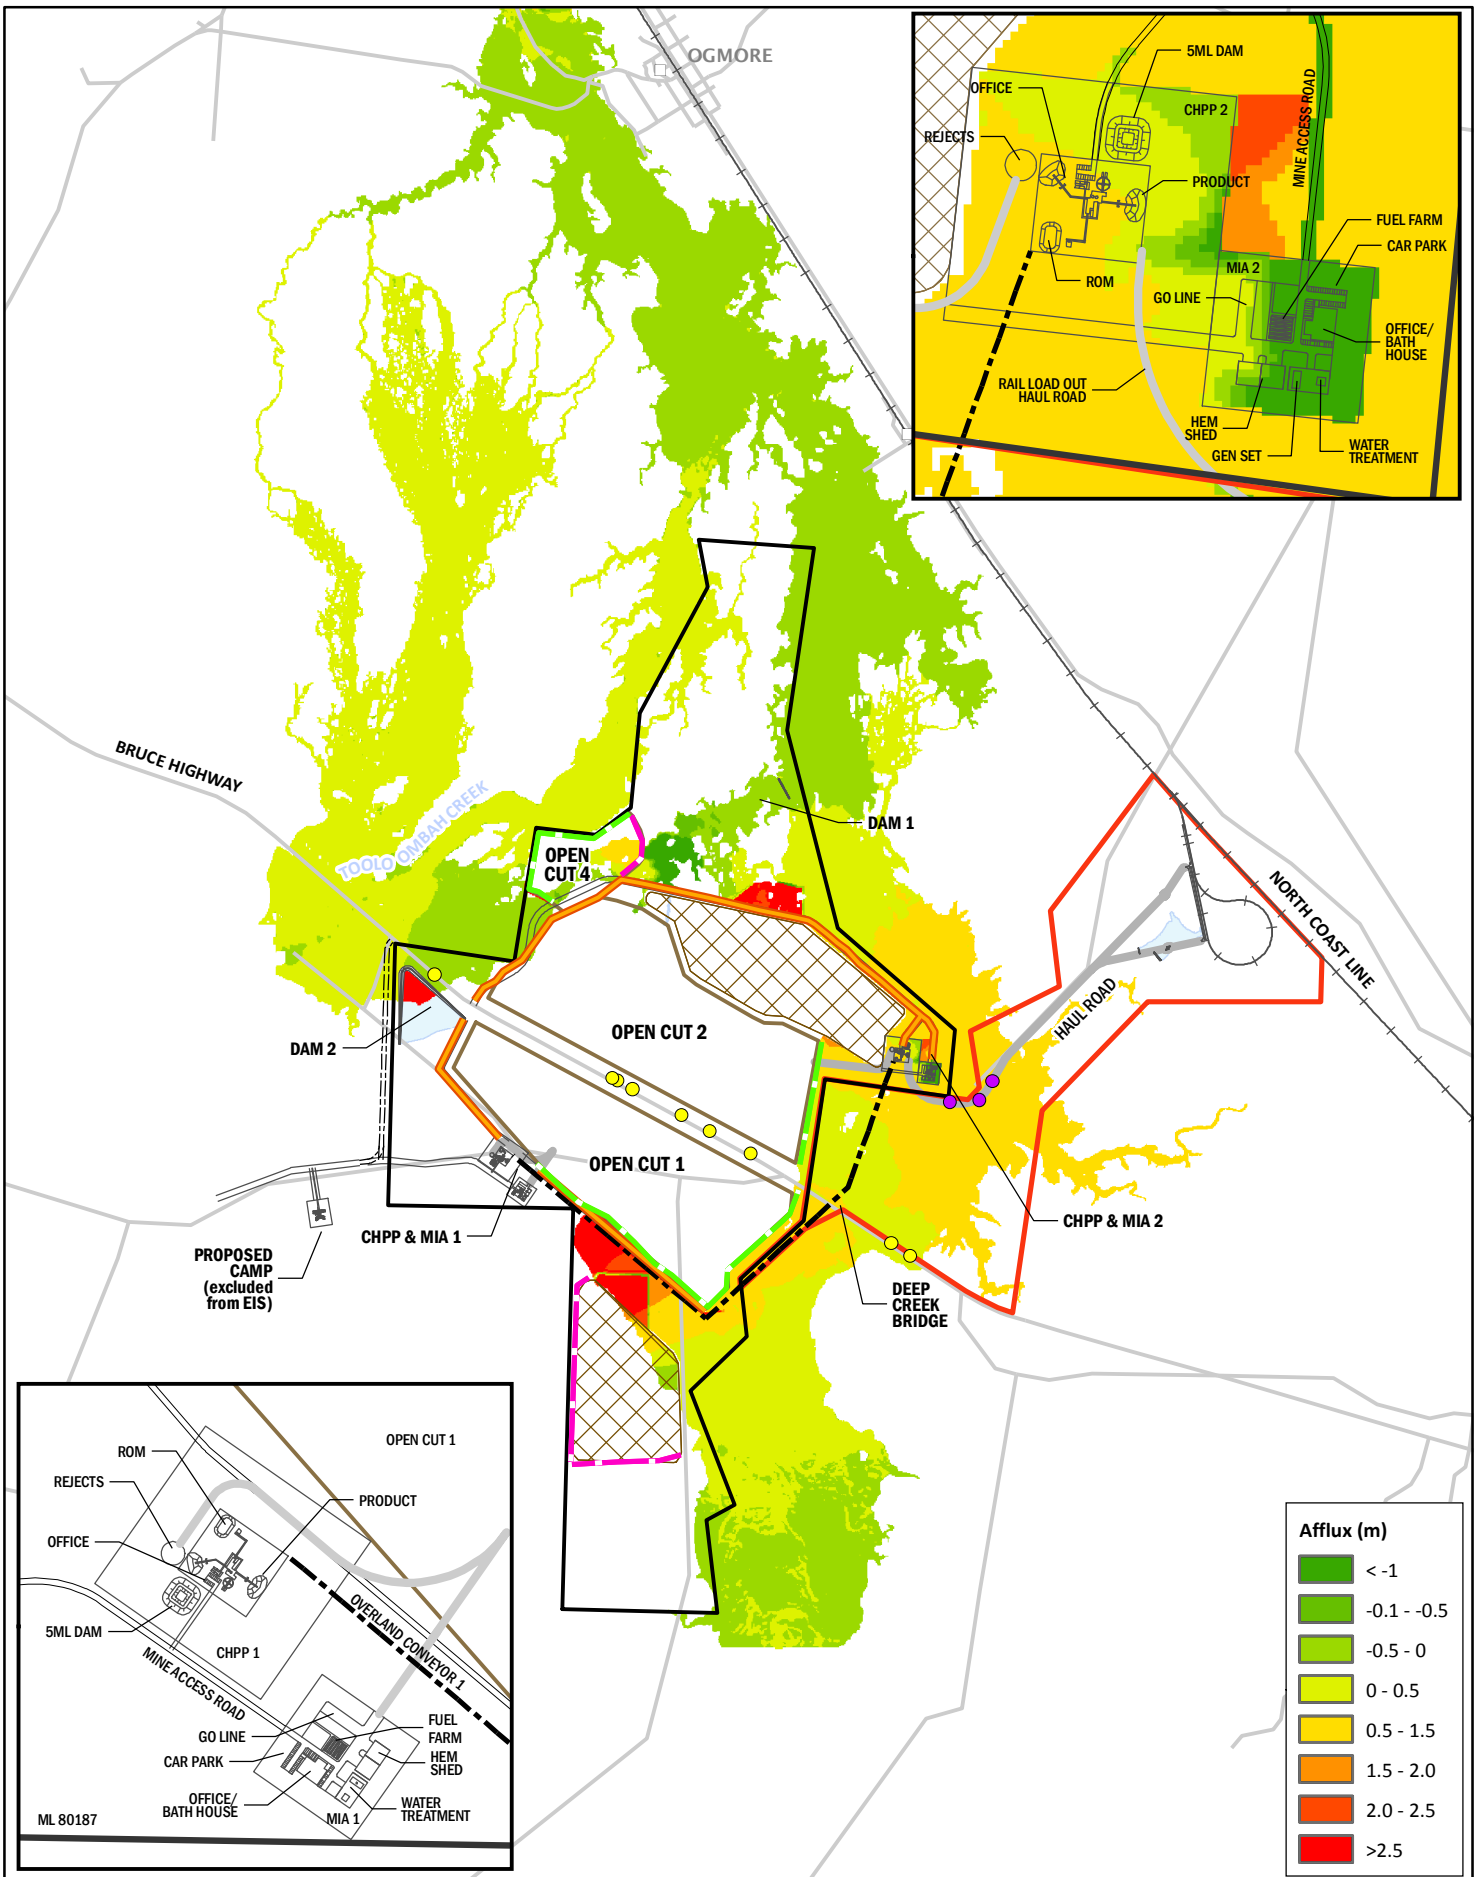 OGMORE
5ML DAM
OFFICE
CHPP 2
REJECTS
MINE ACCESS ROAD
PRODUCT
FUEL FARM
CAR PARK
MIA 2
ROM
GO LINE
OFFICE/
BATH
HOUSE
RAIL LOAD OUT
HAUL ROAD
HEM
SHED
GEN SET
WATER
TREATMENT
BRUCE HIGHWAY
TOOLOOMBAH CREEK
DAM 1
OPEN
CUT 4
NORTH COAST LINE
HAUL ROAD
OPEN CUT 2
DAM 2
OPEN CUT 1
CHPP & MIA 1
CHPP & MIA 2
PROPOSED
CAMP
(excluded
from EIS)
DEEP
CREEK
BRIDGE
OPEN CUT 1
ROM
REJECTS
PRODUCT
OFFICE
OVERLAND CONVEYOR 1
5ML DAM
CHPP 1
MINE ACCESS ROAD
FUEL
FARM
GO LINE
CAR PARK
HEM
SHED
OFFICE/
BATH HOUSE
WATER
TREATMENT
MIA 1
ML 80187
Afflux (m)
< -1
-0.1 - -0.5
-0.5 - 0
0 - 0.5
0.5 - 1.5
1.5 - 2.0
2.0 - 2.5
>2.5